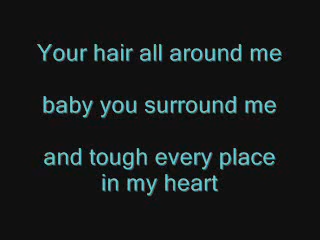 Your hair all around me
baby you surround me
and tough every place
in my heart